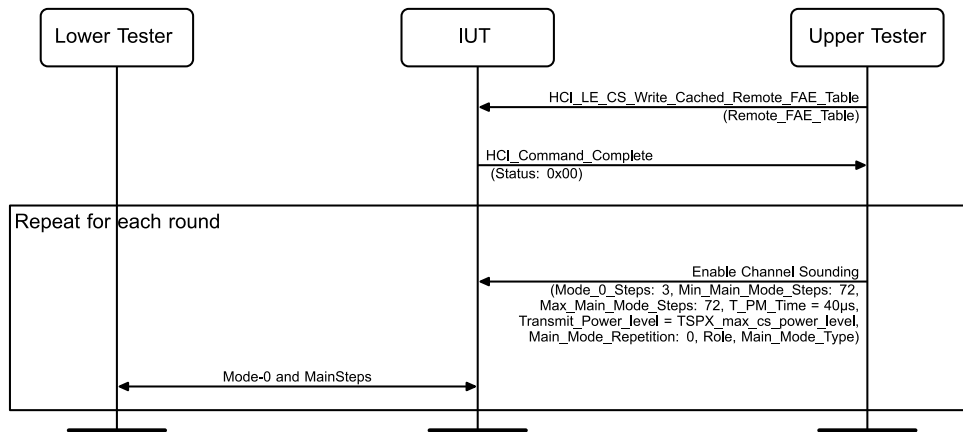 Lower Tester
IUT
Upper Tester
HCI_LE_CS_Write_Cached_Remote_FAE_Table
(Remote_FAE_Table)
HCI_Command_Complete
(Status: 0x00)
Repeat for each round
Enable Channel Sounding
(Mode_0_Steps: 3, Min_Main_Mode_Steps: 72,
Max_Main_Mode_Steps: 72, T_PM_Time = 40µs,
Transmit_Power_level = TSPX_max_cs_power_level,
Main_Mode_Repetition: 0, Role, Main_Mode_Type)
Mode-0 and MainSteps